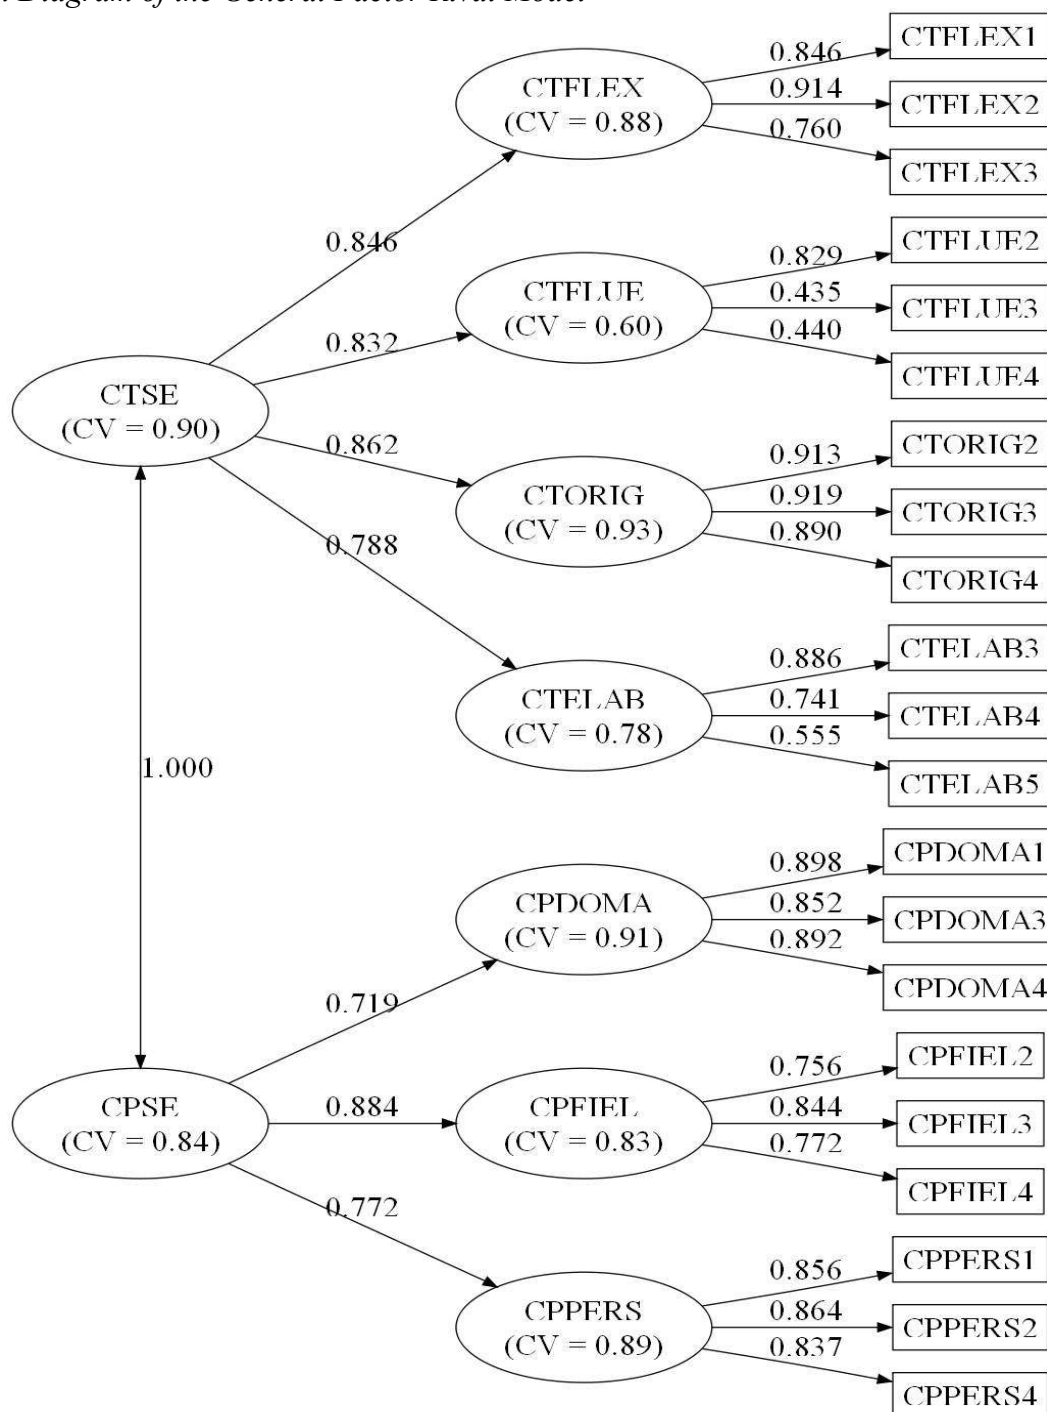 . Diagram of the General Factor Rival Model
CTFLEX
(CV = 0.88)
0.846
CTFLEX1
0.914
CTFLEX2
0.760
CTFLEX3
0.846
CTFLUE
(CV = 0.60)
0.829
CTFLUE2
0.435
CTFLUE3
0.440
CTFLUE4
0.832
CTSE
(CV = 0.90)
0.862
CTORIG
(CV = 0.93)
0.913
CTORIG2
0.919
CTORIG3
0.890
CTORIG4
0.788
CTELAB
(CV = 0.78)
0.886
CTELAB3
0.741
CTELAB4
0.555
CTELAB5
1.000
CPDOMA
(CV = 0.91)
0.898
CPDOMA1
0.852
CPDOMA3
0.892
CPDOMA4
0.719
CPSE
(CV = 0.84)
0.884
CPFIEL
(CV = 0.83)
0.756
CPFIEL2
0.844
CPFIEL3
0.772
CPFIEL4
0.772
CPPERS
(CV = 0.89)
0.856
CPPERS1
0.864
CPPERS2
0.837
CPPERS4